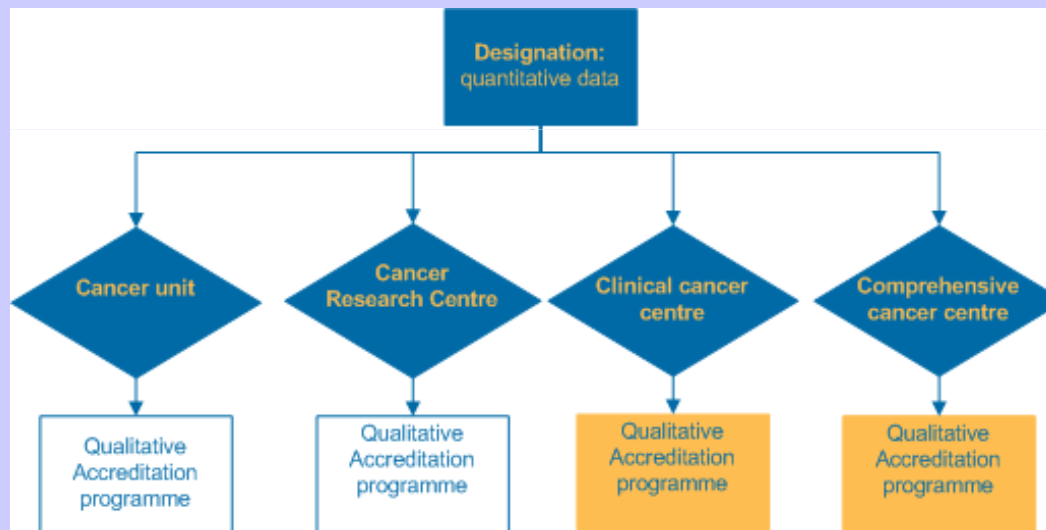 Designation:
quantitative data
Cancer unit
Cancer
Research Centre
Clinical cancer
centre
Comprehensive
cancer centre
Qualitative
Accreditation
programme
Qualitative
Accreditation
programme
Qualitative
Accreditation
programme
Qualitative
Accreditation
programme